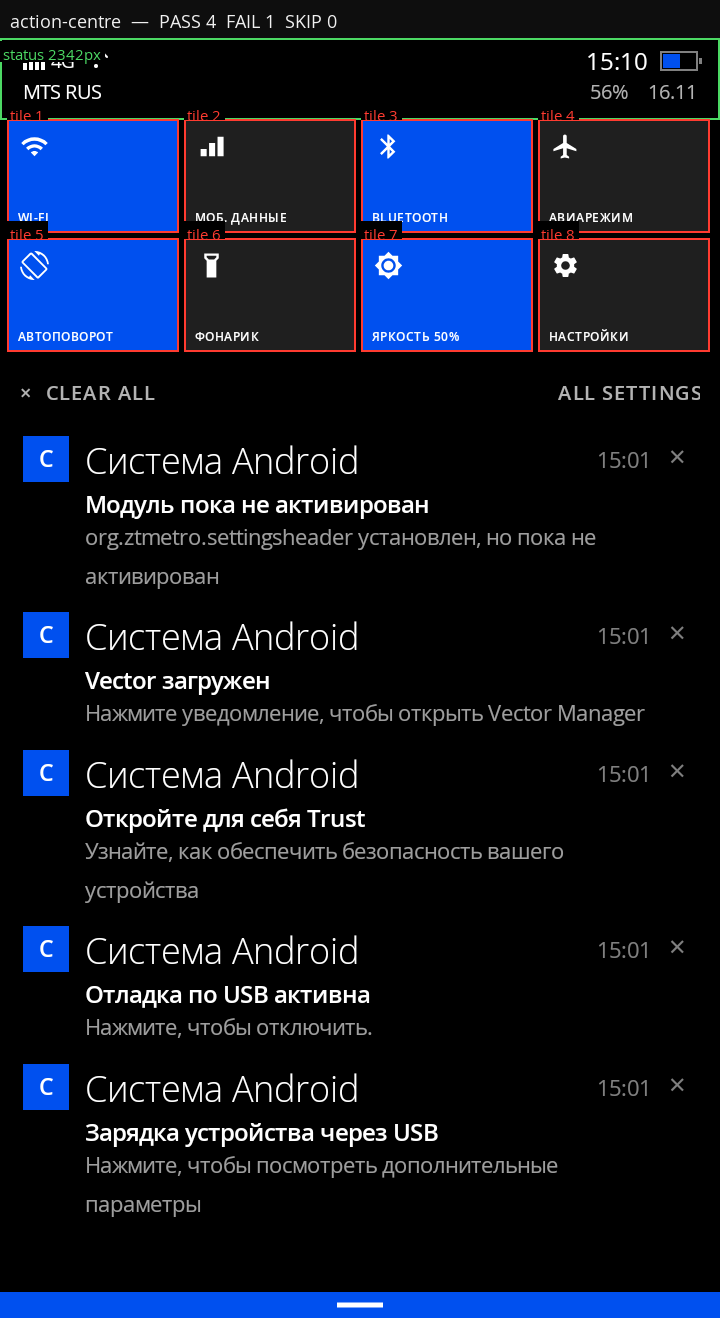 action-centre — PASS 4 FAIL 1 SKIP 0
status 2342px
4G
15:10
MTS RUS
56% 16.11
tile 1 tile 2 tile 3 tile 4
WI-FI МОБ. ДАННЫЕ BLUETOOTH АВИАРЕЖИМ
tile 5 tile 6 tile 7 tile 8
АВТОПОВОРОТ ФОНАРИК ЯРКОСТЬ 50% НАСТРОЙКИ
× CLEAR ALL ALL SETTINGS
С Система Android 15:01 ×
Модуль пока не активирован
org.ztmetro.settingsheader установлен, но пока не
активирован
С Система Android 15:01 ×
Vector загружен
Нажмите уведомление, чтобы открыть Vector Manager
С Система Android 15:01 ×
Откройте для себя Trust
Узнайте, как обеспечить безопасность вашего
устройства
С Система Android 15:01 ×
Отладка по USB активна
Нажмите, чтобы отключить.
С Система Android 15:01 ×
Зарядка устройства через USB
Нажмите, чтобы посмотреть дополнительные
параметры